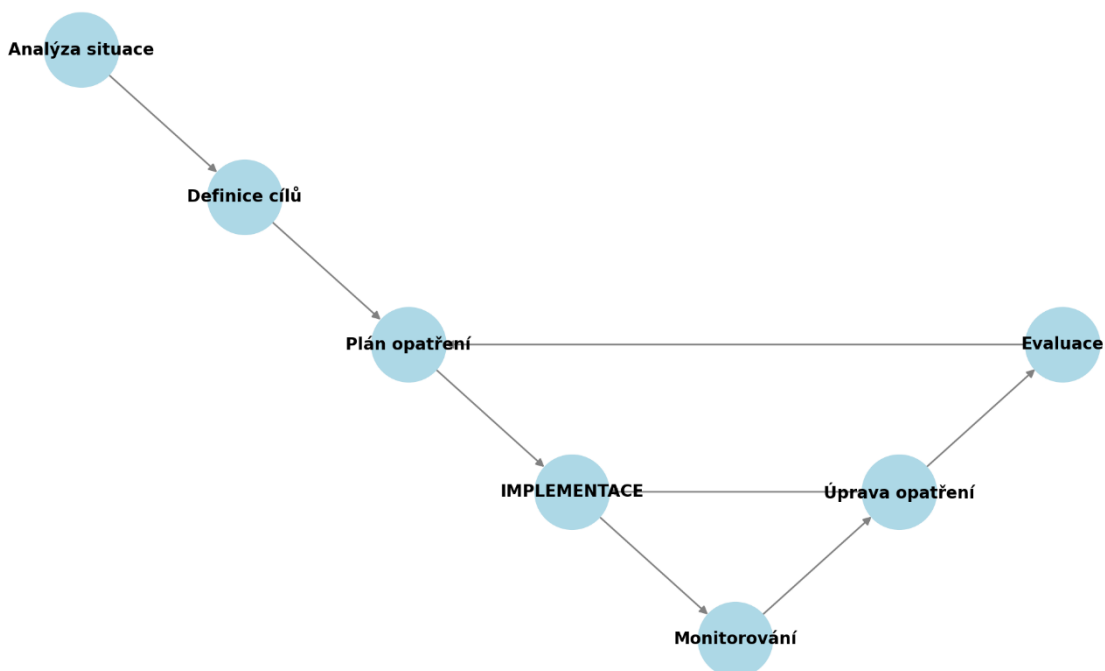 Analýza situace
Definice cílů
Plán opatření
Evaluace
IMPLEMENTACE
Úprava opatření
Monitorování